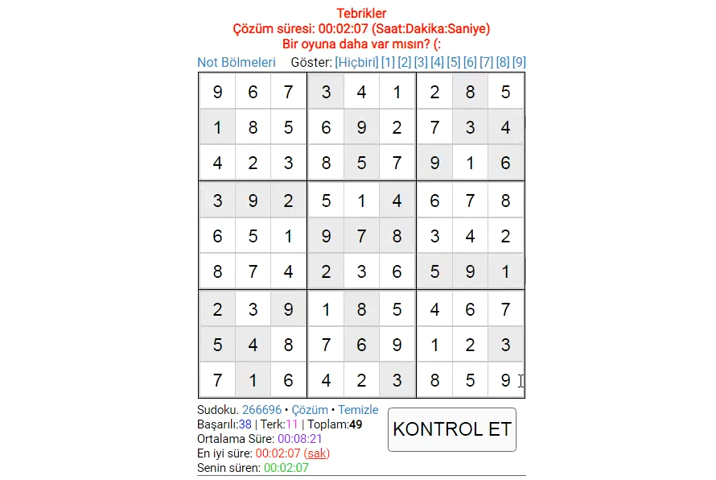 Tebrikler
Çözüm süresi: 00:02:07 (Saat:Dakika:Saniye)
Bir oyuna daha var mısın? (:
Not Bölmeleri Göster: [Hiçbiri] [1] [2] [3] [4] [5] [6] [7] [8] [9]
9 6 7 3 4 1 2 8 5
1 8 5 6 9 2 7 3 4
4 2 3 8 5 7 9 1 6
3 9 2 5 1 4 6 7 8
6 5 1 9 7 8 3 4 2
8 7 4 2 3 6 5 9 1
2 3 9 1 8 5 4 6 7
5 4 8 7 6 9 1 2 3
7 1 6 4 2 3 8 5 9
Sudoku. 266696 • Çözüm • Temizle
Başarılı:38 | Terk:11 | Toplam:49
Ortalama Süre: 00:08:21
En iyi süre: 00:02:07 (sak)
Senin süren: 00:02:07
KONTROL ET